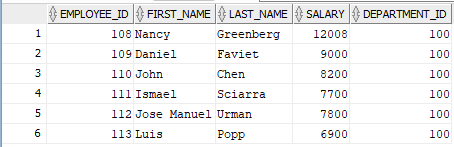 EMPLOYEE_ID FIRST_NAME LAST_NAME SALARY DEPARTMENT_ID
1 108 Nancy Greenberg 12008 100
2 109 Daniel Faviet 9000 100
3 110 John Chen 8200 100
4 111 Ismael Sciarra 7700 100
5 112 Jose Manuel Urman 7800 100
6 113 Luis Popp 6900 100